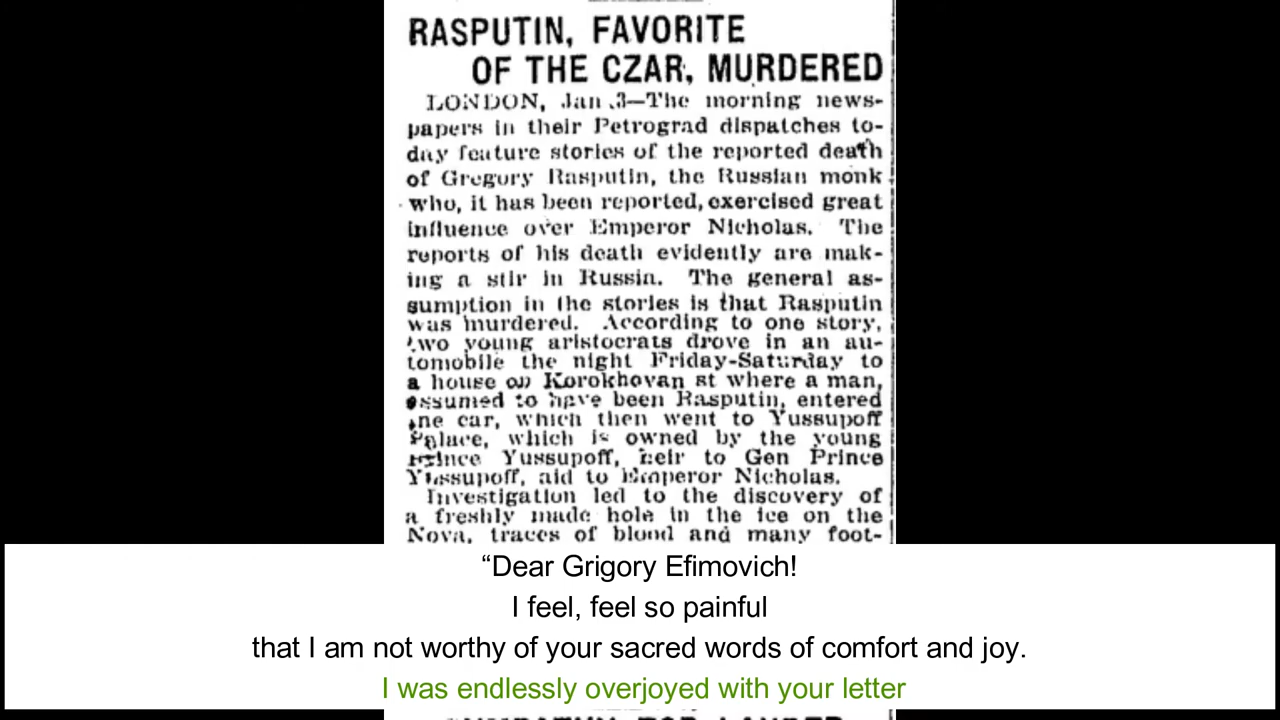 RASPUTIN, FAVORITE
OF THE CZAR, MURDERED
LONDON, Jan .3—The morning news-
papers in their Petrograd dispatches to-
day feature stories of the reported death
of Gregory Rasputin, the Russian monk
who, it has been reported, exercised great
influence over Emperor Nicholas. The
reports of his death evidently are mak-
ing a stir in Russia. The general as-
sumption in the stories is that Rasputin
was murdered. According to one story,
two young aristocrats drove in an au-
tomobile the night Friday-Saturday to
a house on Korokhovan st where a man,
assumed to have been Rasputin, entered
the car, which then went to Yussupoff
Palace, which is owned by the young
Prince Yussupoff, heir to Gen Prince
Yussupoff, aid to Emperor Nicholas.
Investigation led to the discovery of
a freshly made hole in the ice on the
Nova, traces of blood and many foot-
“Dear Grigory Efimovich!
I feel, feel so painful
that I am not worthy of your sacred words of comfort and joy.
I was endlessly overjoyed with your letter